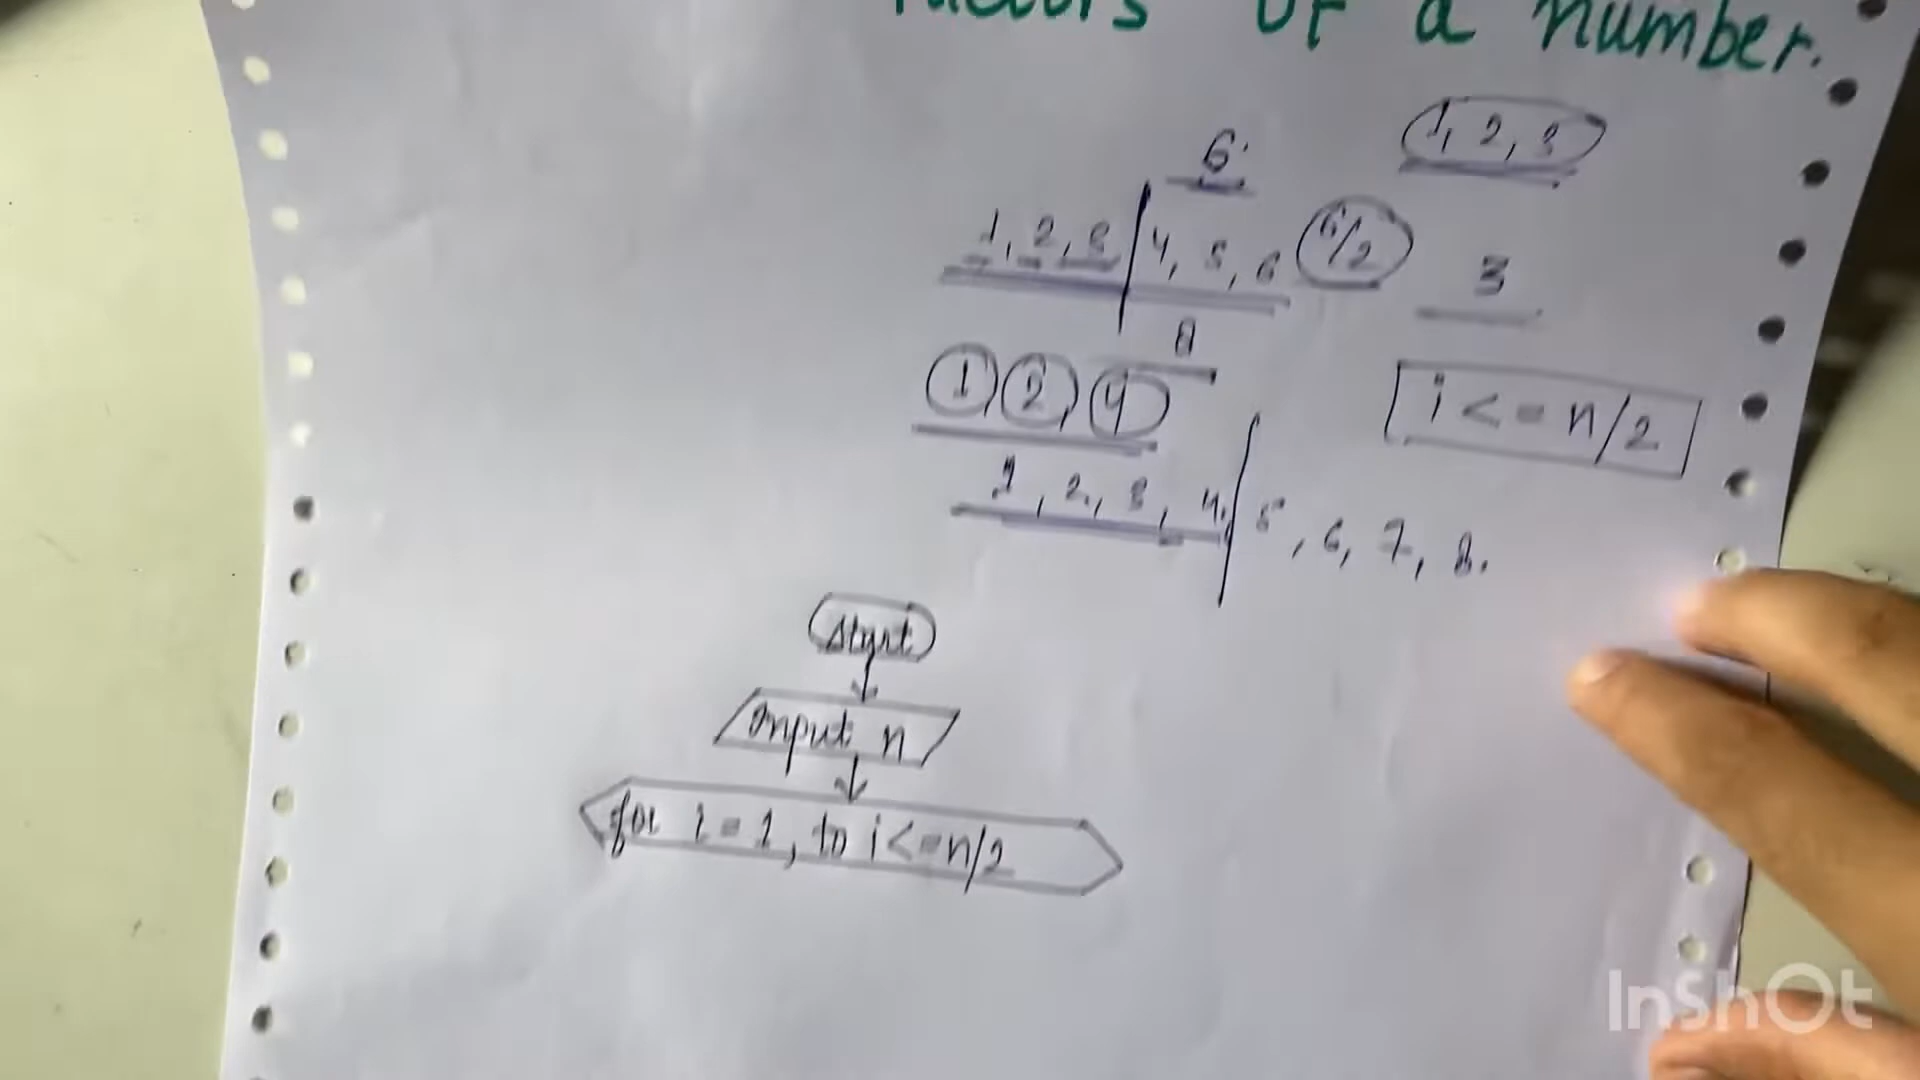 Factors of a number.
6
1, 2, 3
1, 2, 3 | 4, 5, 6
6/2
3
8
1, 2, 4
i <= n/2
1, 2, 3, 4, | 5, 6, 7, 8.
Start
Input n
for i = 1, to i <= n/2
InShOt